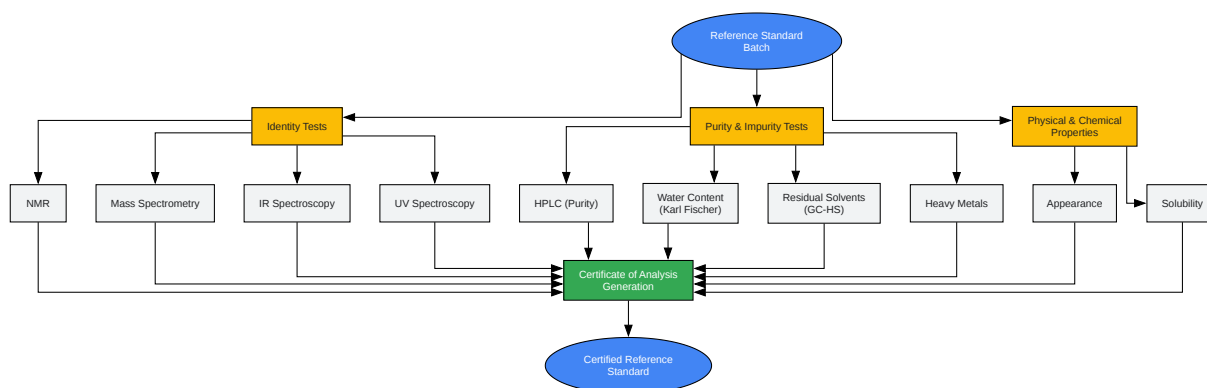 Reference Standard
Batch
Identity Tests
Purity & Impurity Tests
Physical & Chemical
Properties
NMR
Mass Spectrometry
IR Spectroscopy
UV Spectroscopy
HPLC (Purity)
Water Content
(Karl Fischer)
Residual Solvents
(GC-HS)
Heavy Metals
Appearance
Solubility
Certificate of Analysis
Generation
Certified Reference
Standard